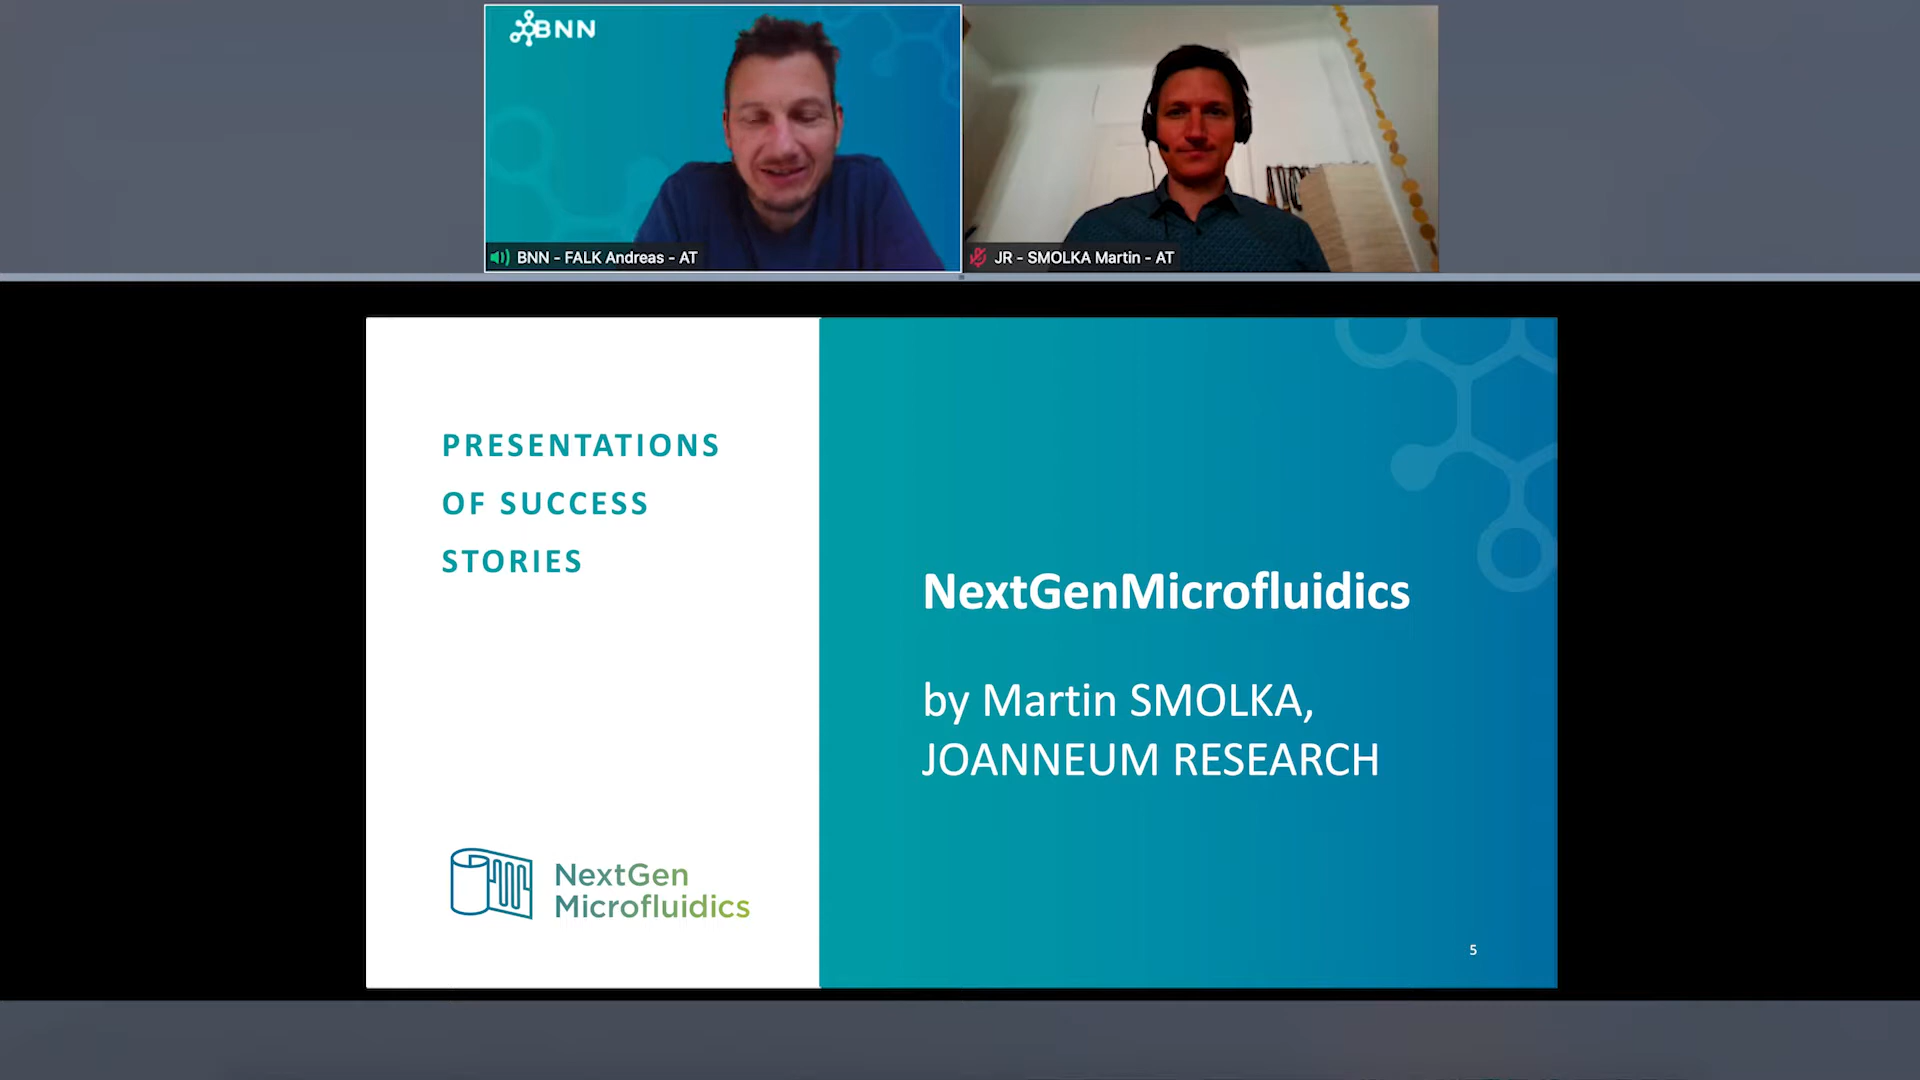 BNN
BNN - FALK Andreas - AT
JR - SMOLKA Martin - AT
PRESENTATIONS
OF SUCCESS
STORIES
NextGenMicrofluidics
by Martin SMOLKA,
JOANNEUM RESEARCH
NextGen
Microfluidics
5